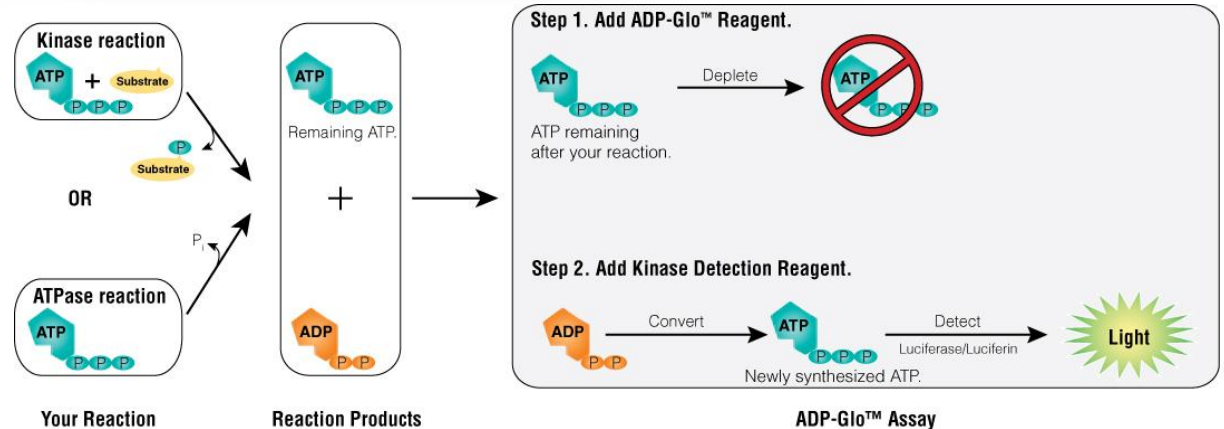 Kinase reaction
ATP + Substrate
P P P
P
Substrate
OR
Pi
ATPase reaction
ATP
P P P
Your Reaction
ATP
P P P
Remaining ATP.
+
ADP
P P
Reaction Products
Step 1. Add ADP-Glo™ Reagent.
ATP
P P P
ATP remaining
after your reaction.
Deplete
ATP
P P P
Step 2. Add Kinase Detection Reagent.
ADP
P P
Convert
ATP
P P P
Newly synthesized ATP.
Detect
Luciferase/Luciferin
Light
ADP-Glo™ Assay